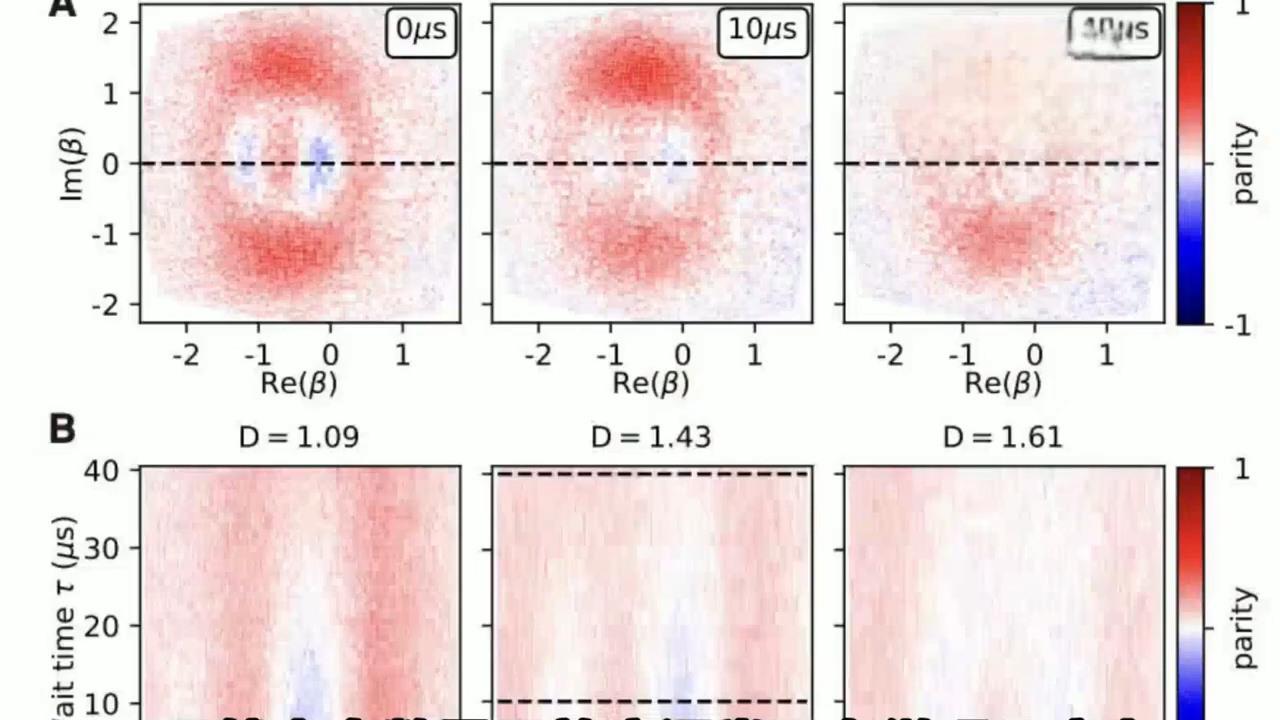 A
0μs
10μs
1
2
1
0
-1
-2
Im(β)
parity
-1
-2 -1 0 1
-2 -1 0 1
-2 -1 0 1
Re(β)
Re(β)
Re(β)
B
D = 1.09
D = 1.43
D = 1.61
40
30
20
10
time τ (μs)
1
parity